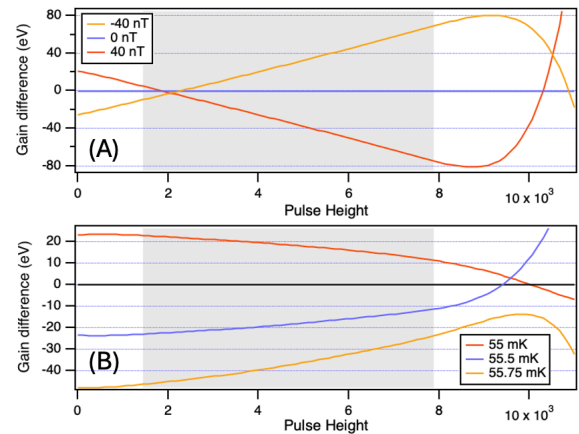 -40 nT
0 nT
40 nT
80
40
0
-40
-80
Gain difference (eV)
(A)
0
2
4
6
8
10 x 10³
Pulse Height
20
10
0
-10
-20
-30
-40
Gain difference (eV)
(B)
55 mK
55.5 mK
55.75 mK
0
2
4
6
8
10 x 10³
Pulse Height